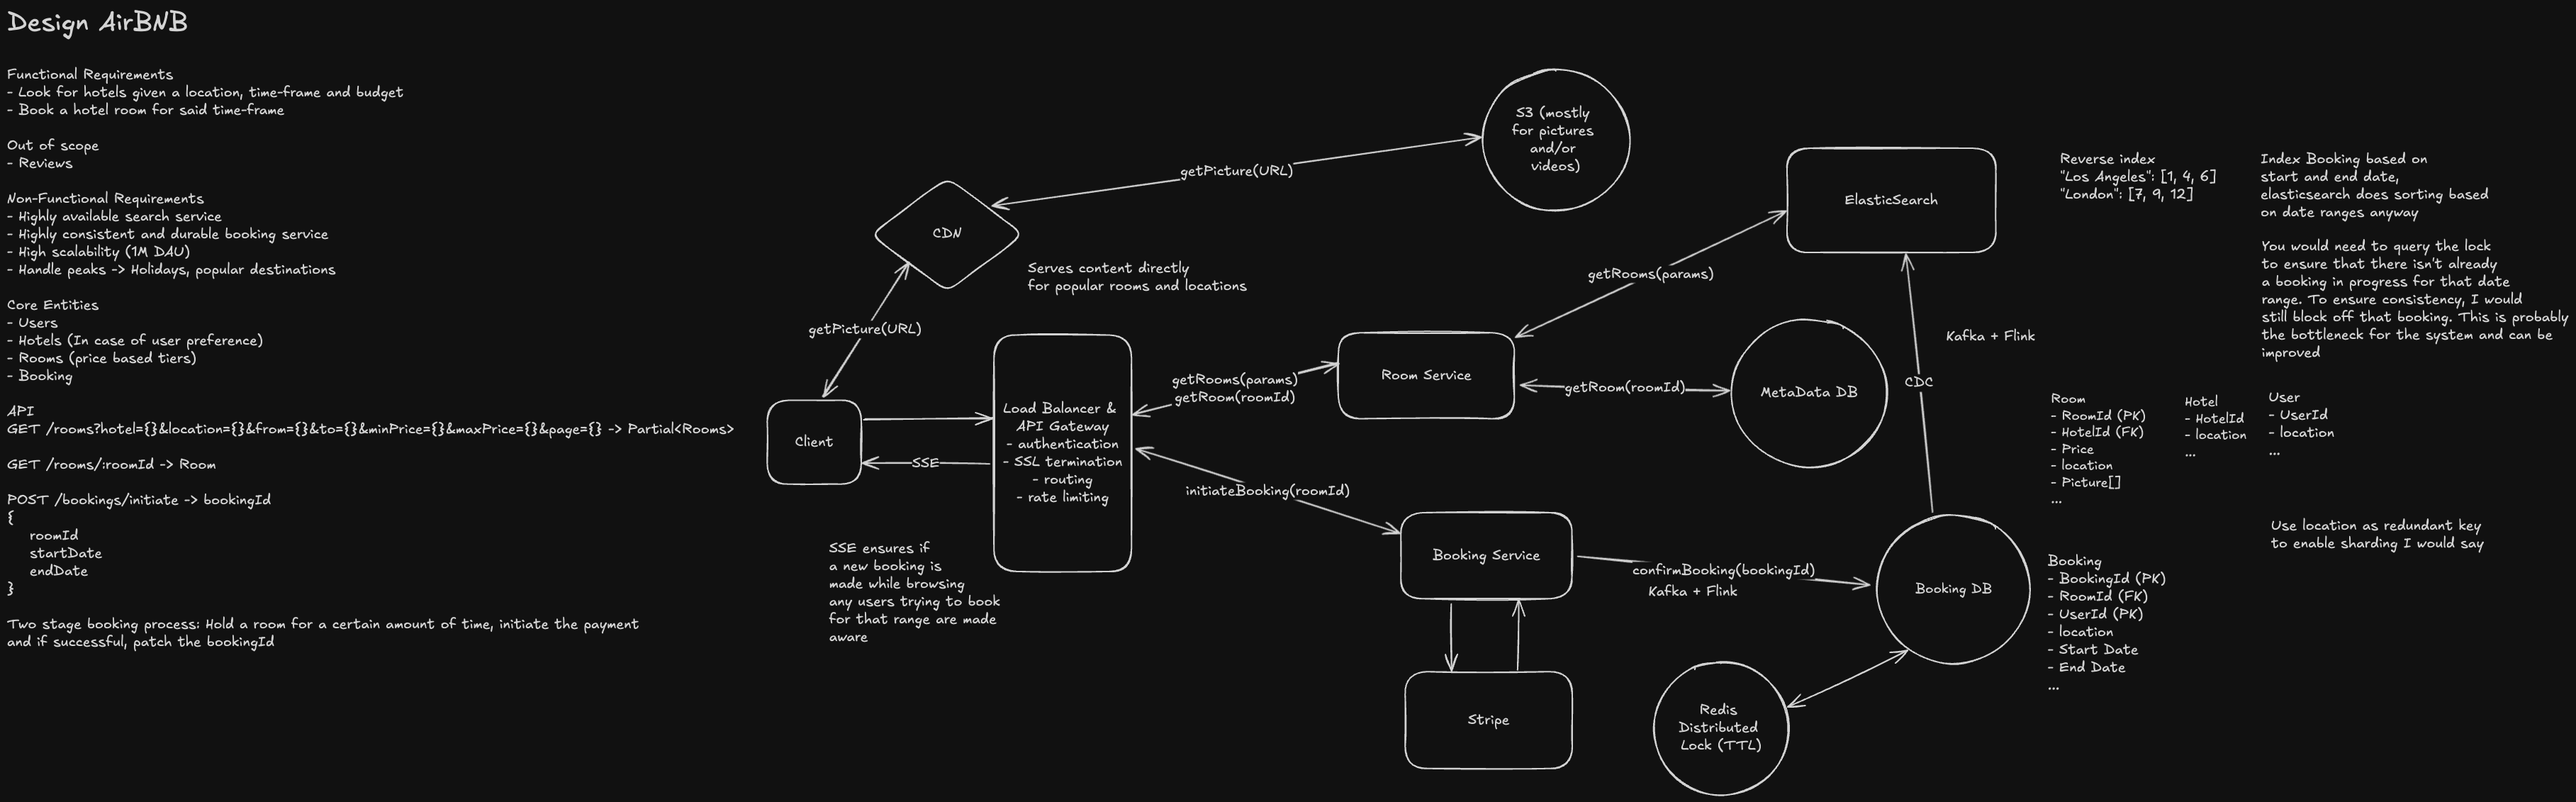 Design AirBNB
Functional Requirements
- Look for hotels given a location, time-frame and budget
- Book a hotel room for said time-frame
Out of scope
- Reviews
Non-Functional Requirements
- Highly available search service
- Highly consistent and durable booking service
- High scalability (1M DAU)
- Handle peaks -> Holidays, popular destinations
Core Entities
- Users
- Hotels (In case of user preference)
- Rooms (price based tiers)
- Booking
API
GET /rooms?hotel={}&location={}&from={}&to={}&minPrice={}&maxPrice={}&page={} -> Partial<Rooms>
GET /rooms/:roomId -> Room
POST /bookings/initiate -> bookingId
{
roomId
startDate
endDate
}
Two stage booking process: Hold a room for a certain amount of time, initiate the payment
and if successful, patch the bookingId
S3 (mostly
for pictures
and/or
videos)
getPicture(URL)
CDN
Serves content directly
for popular rooms and locations
getPicture(URL)
Client
SSE
SSE ensures if
a new booking is
made while browsing
any users trying to book
for that range are made
aware
Load Balancer &
API Gateway
- authentication
- SSL termination
- routing
- rate limiting
getRooms(params)
getRoom(roomId)
initiateBooking(roomId)
Room Service
getRooms(params)
getRoom(roomId)
ElasticSearch
MetaData DB
Kafka + Flink
CDC
Booking Service
confirmBooking(bookingId)
Kafka + Flink
Booking DB
Stripe
Redis
Distributed
Lock (TTL)
Reverse index
"Los Angeles": [1, 4, 6]
"London": [7, 9, 12]
Index Booking based on
start and end date,
elasticsearch does sorting based
on date ranges anyway
You would need to query the lock
to ensure that there isn't already
a booking in progress for that date
range. To ensure consistency, I would
still block off that booking. This is probably
the bottleneck for the system and can be
improved
Room
- RoomId (PK)
- HotelId (FK)
- Price
- location
- Picture[]
...
Hotel
- HotelId
- location
...
User
- UserId
- location
...
Use location as redundant key
to enable sharding I would say
Booking
- BookingId (PK)
- RoomId (FK)
- UserId (PK)
- location
- Start Date
- End Date
...